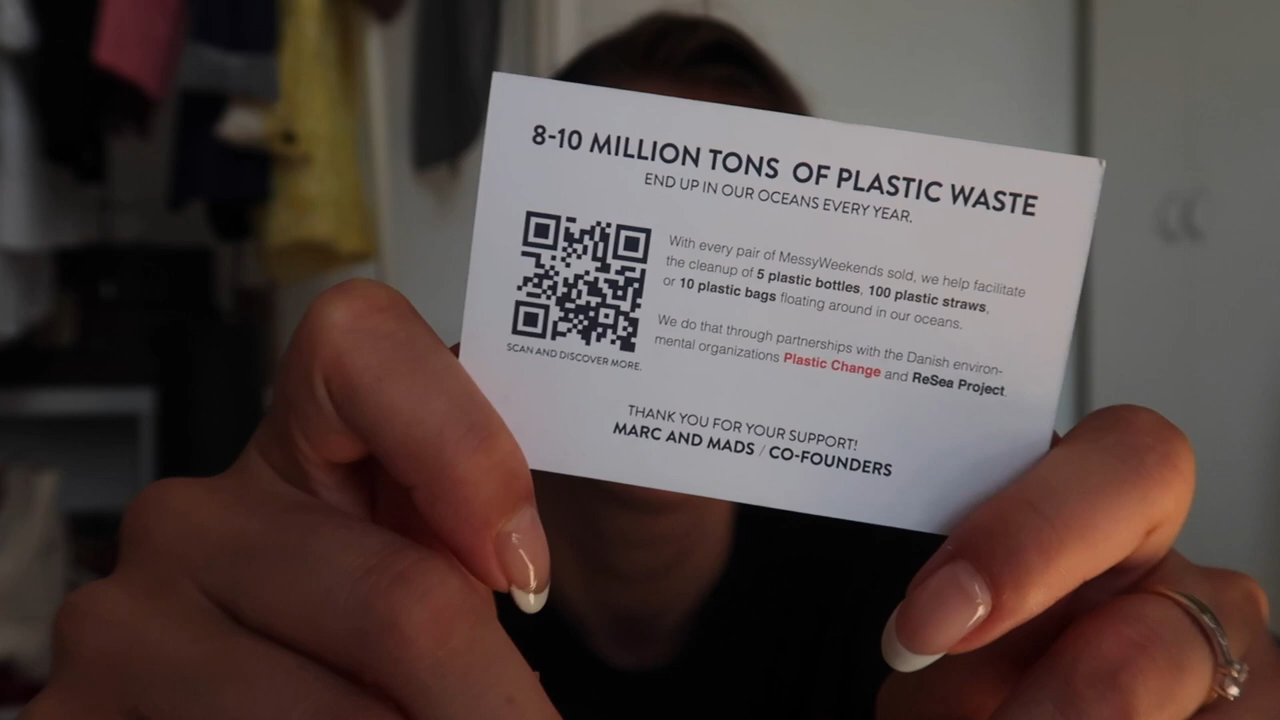 8-10 MILLION TONS OF PLASTIC WASTE
END UP IN OUR OCEANS EVERY YEAR.
With every pair of MessyWeekends sold, we help facilitate
the cleanup of 5 plastic bottles, 100 plastic straws,
or 10 plastic bags floating around in our oceans.
We do that through partnerships with the Danish environ-
mental organizations Plastic Change and ReSea Project.
SCAN AND DISCOVER MORE.
THANK YOU FOR YOUR SUPPORT!
MARC AND MADS / CO-FOUNDERS